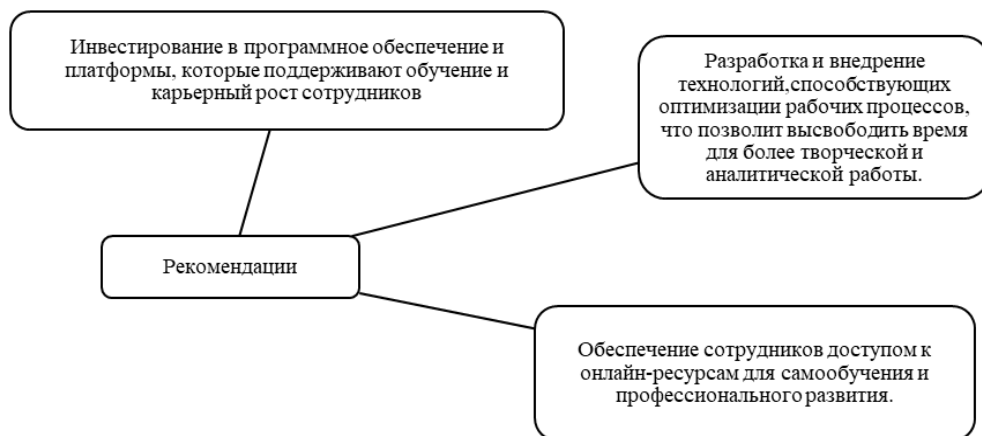 Инвестирование в программное обеспечение и
платформы, которые поддерживают обучение и
карьерный рост сотрудников
Разработка и внедрение
технологий,способствующих
оптимизации рабочих процессов,
что позволит высвободить время
для более творческой и
аналитической работы.
Рекомендации
Обеспечение сотрудников доступом к
онлайн-ресурсам для самообучения и
профессионального развития.